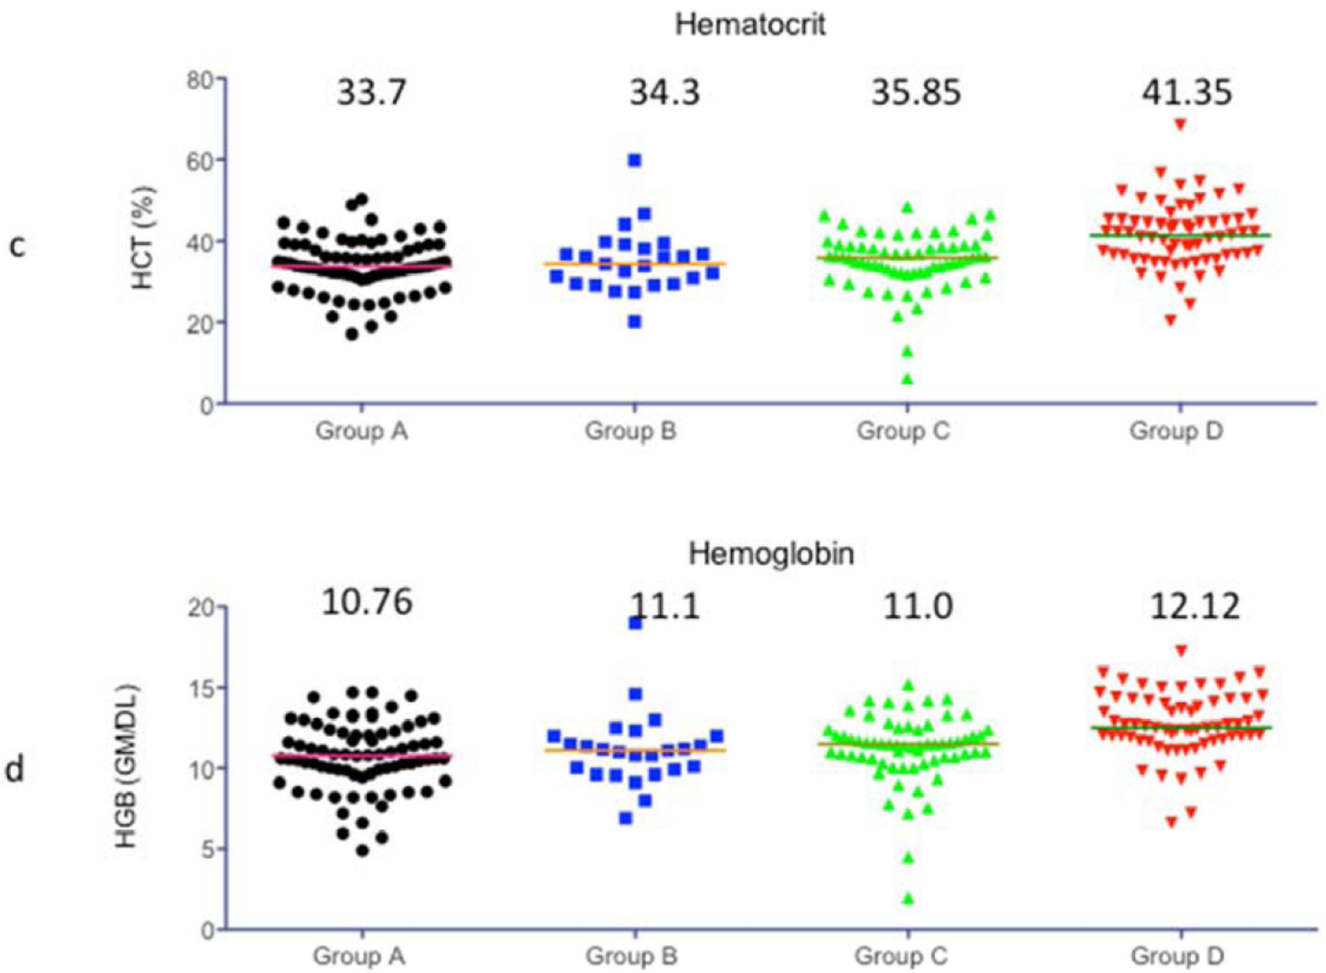 Hematocrit
c
HCT (%)
80
60
40
20
0
33.7 34.3 35.85 41.35
Group A Group B Group C Group D
Hemoglobin
d
HGB (GM/DL)
20
15
10
5
0
10.76 11.1 11.0 12.12
Group A Group B Group C Group D